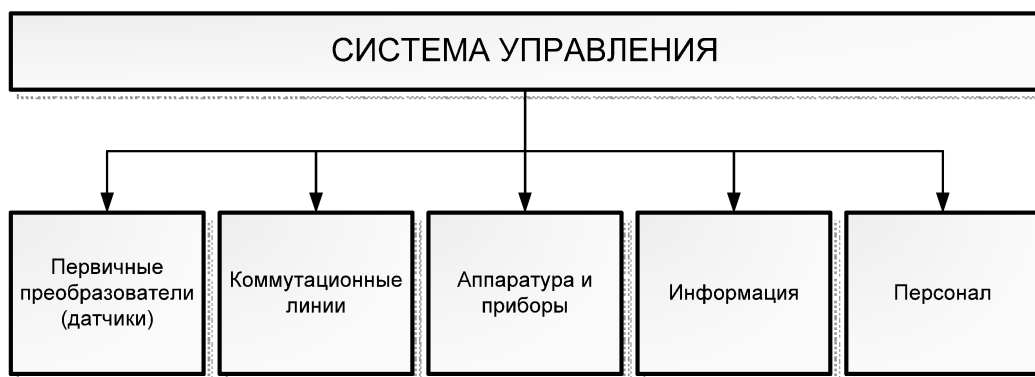 СИСТЕМА УПРАВЛЕНИЯ
Первичные
преобразователи
(датчики)
Коммутационные
линии
Аппаратура и
приборы
Информация
Персонал